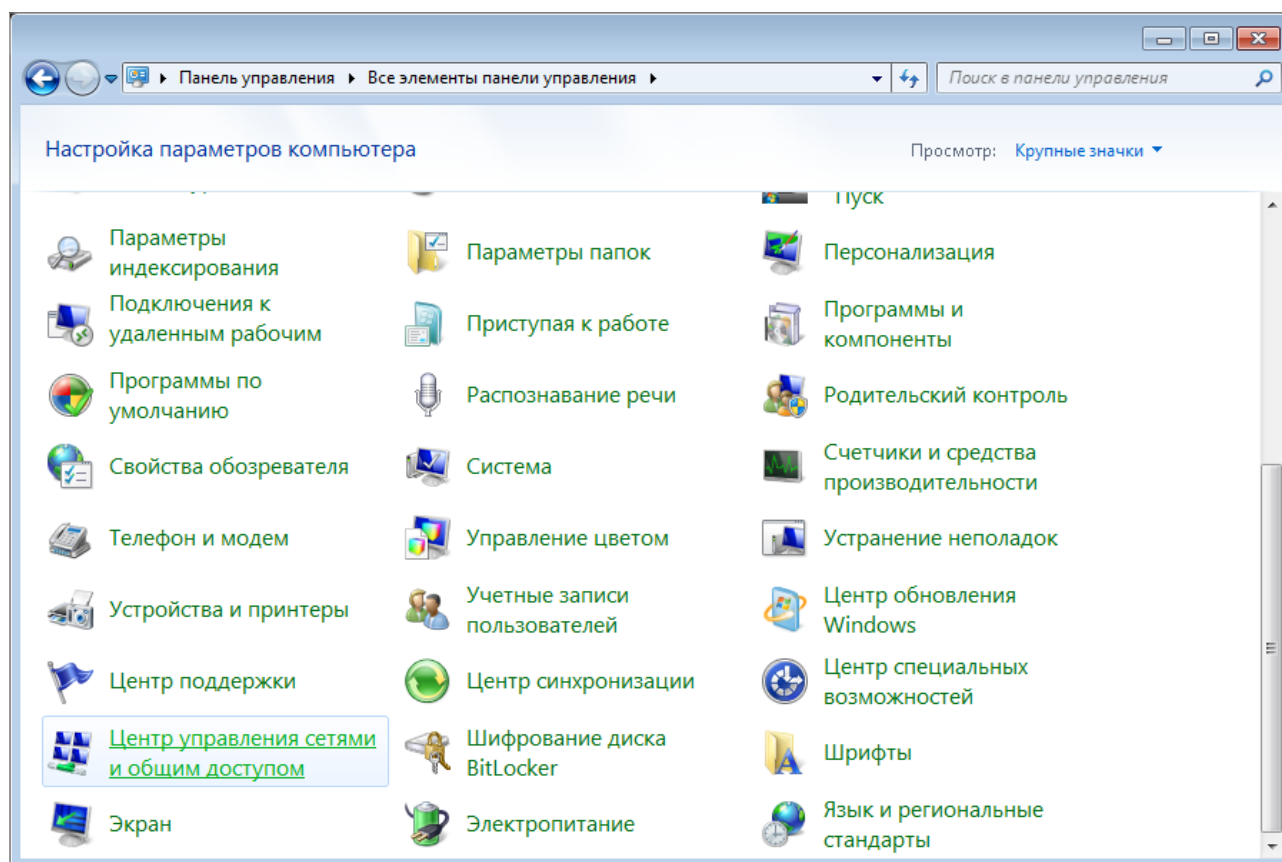 Панель управления ▸ Все элементы панели управления ▸
Поиск в панели управления
Настройка параметров компьютера
Просмотр: Крупные значки
Пуск
Параметры
индексирования
Параметры папок
Персонализация
Подключения к
удаленным рабочим
Приступая к работе
Программы и
компоненты
Программы по
умолчанию
Распознавание речи
Родительский контроль
Свойства обозревателя
Система
Счетчики и средства
производительности
Телефон и модем
Управление цветом
Устранение неполадок
Устройства и принтеры
Учетные записи
пользователей
Центр обновления
Windows
Центр поддержки
Центр синхронизации
Центр специальных
возможностей
Центр управления сетями
и общим доступом
Шифрование диска
BitLocker
Шрифты
Экран
Электропитание
Язык и региональные
стандарты